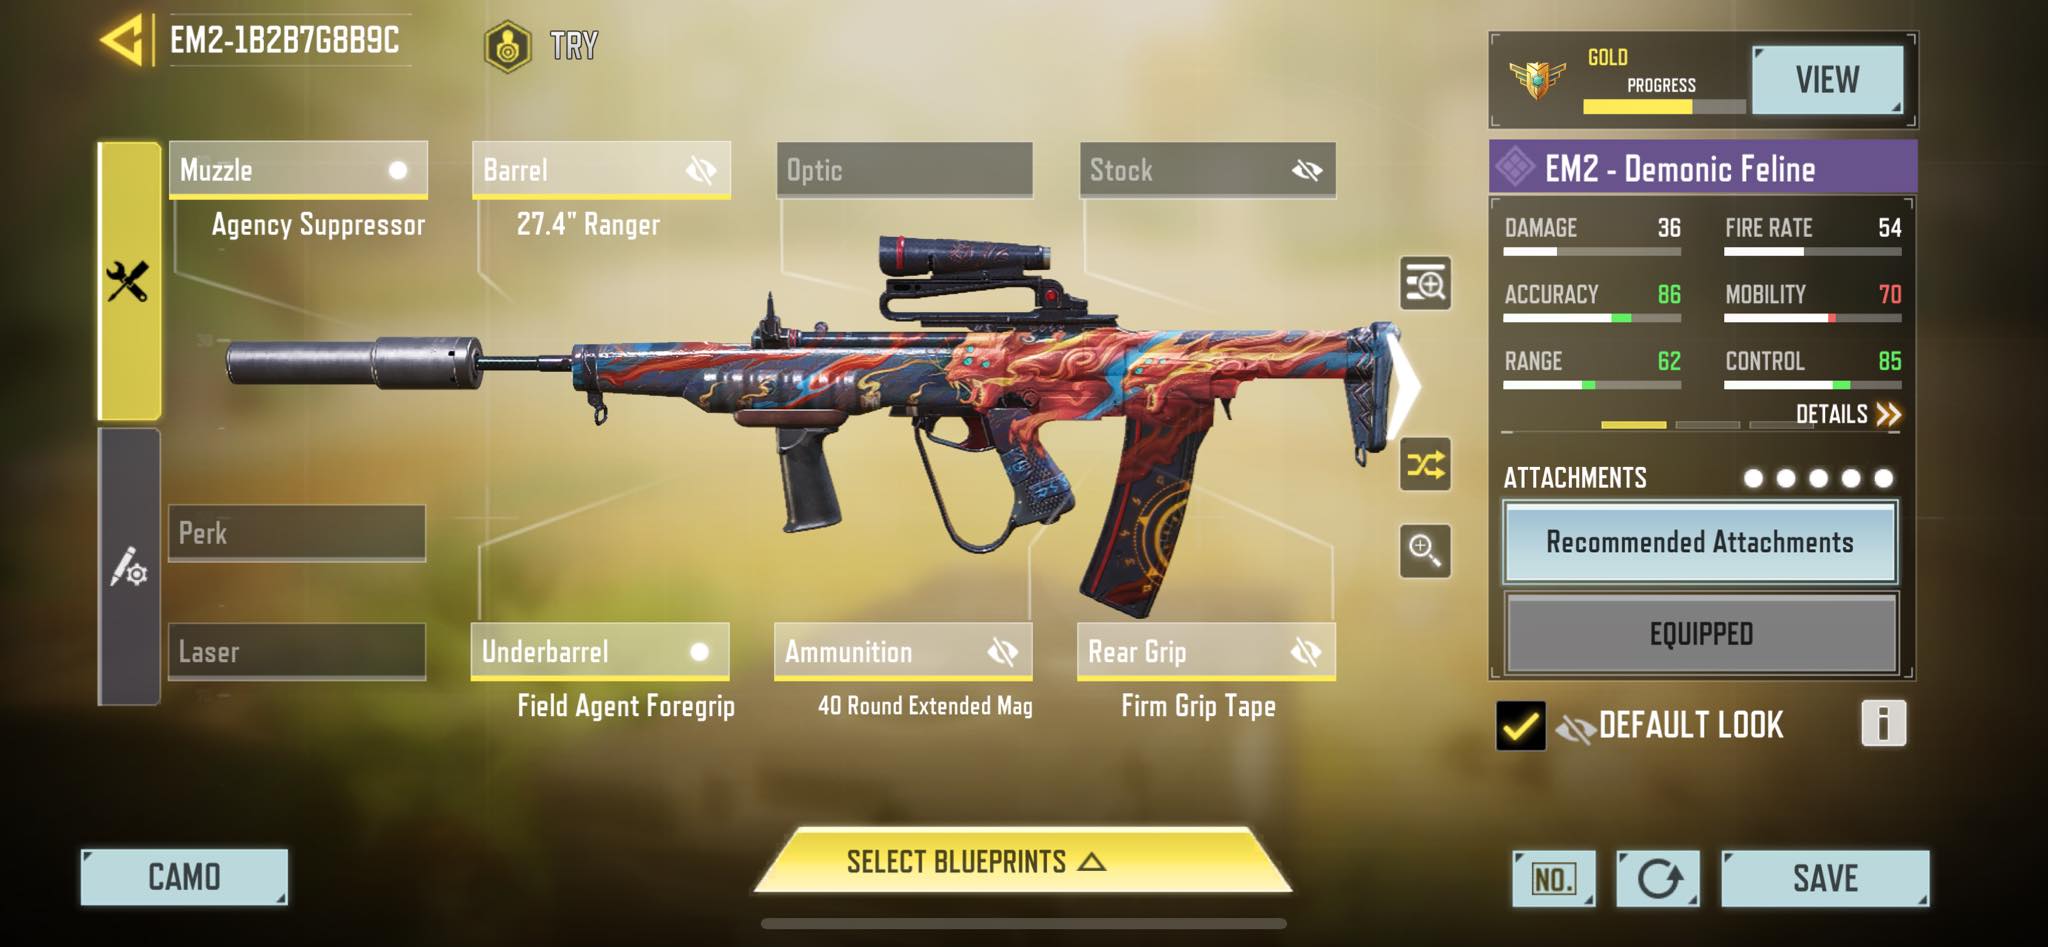 EM2-1B2B7G8B9C
TRY
GOLD
PROGRESS
VIEW
Muzzle
Agency Suppressor
Barrel
27.4" Ranger
Optic
Stock
EM2 - Demonic Feline
DAMAGE 36
FIRE RATE 54
ACCURACY 86
MOBILITY 70
RANGE 62
CONTROL 85
DETAILS
ATTACHMENTS
Recommended Attachments
EQUIPPED
Perk
Laser
Underbarrel
Field Agent Foregrip
Ammunition
40 Round Extended Mag
Rear Grip
Firm Grip Tape
DEFAULT LOOK
i
CAMO
SELECT BLUEPRINTS
NO.
SAVE